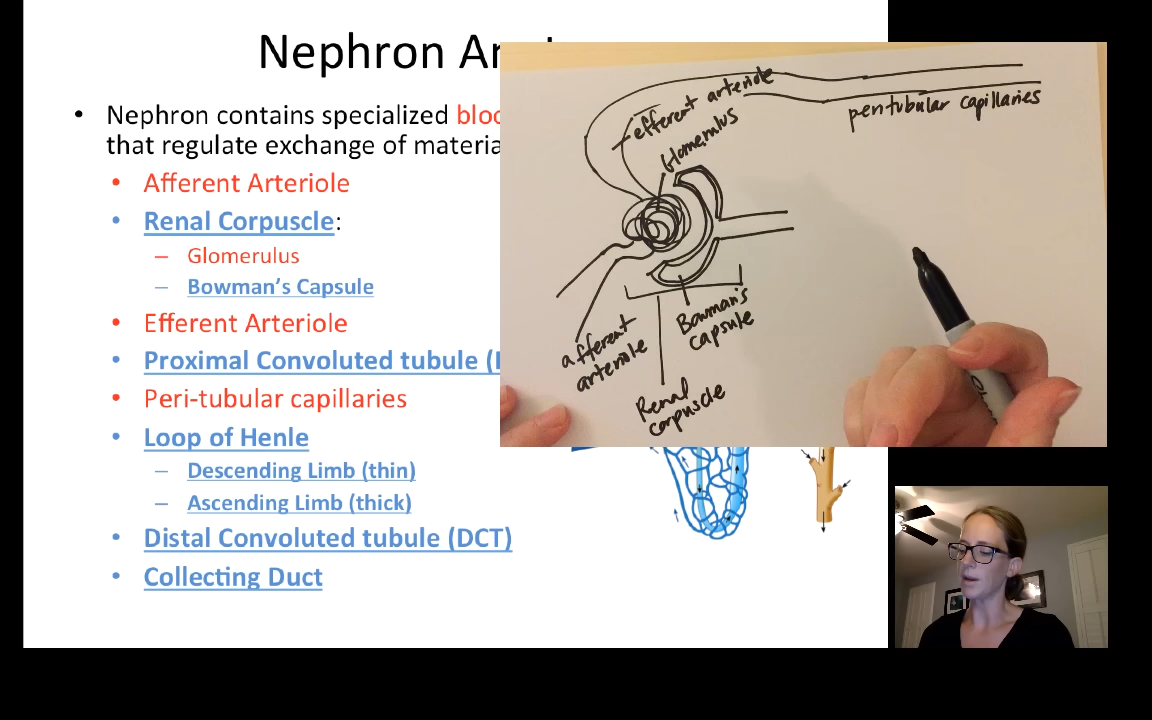 Nephron An
• Nephron contains specialized bloo
that regulate exchange of materia
• Afferent Arteriole
• Renal Corpuscle:
– Glomerulus
– Bowman's Capsule
• Efferent Arteriole
• Proximal Convoluted tubule (
• Peri-tubular capillaries
• Loop of Henle
– Descending Limb (thin)
– Ascending Limb (thick)
• Distal Convoluted tubule (DCT)
• Collecting Duct
efferent arteriole
Glomerulus
peritubular capillaries
afferent
arteriole
Bowman's
capsule
Renal
corpuscle